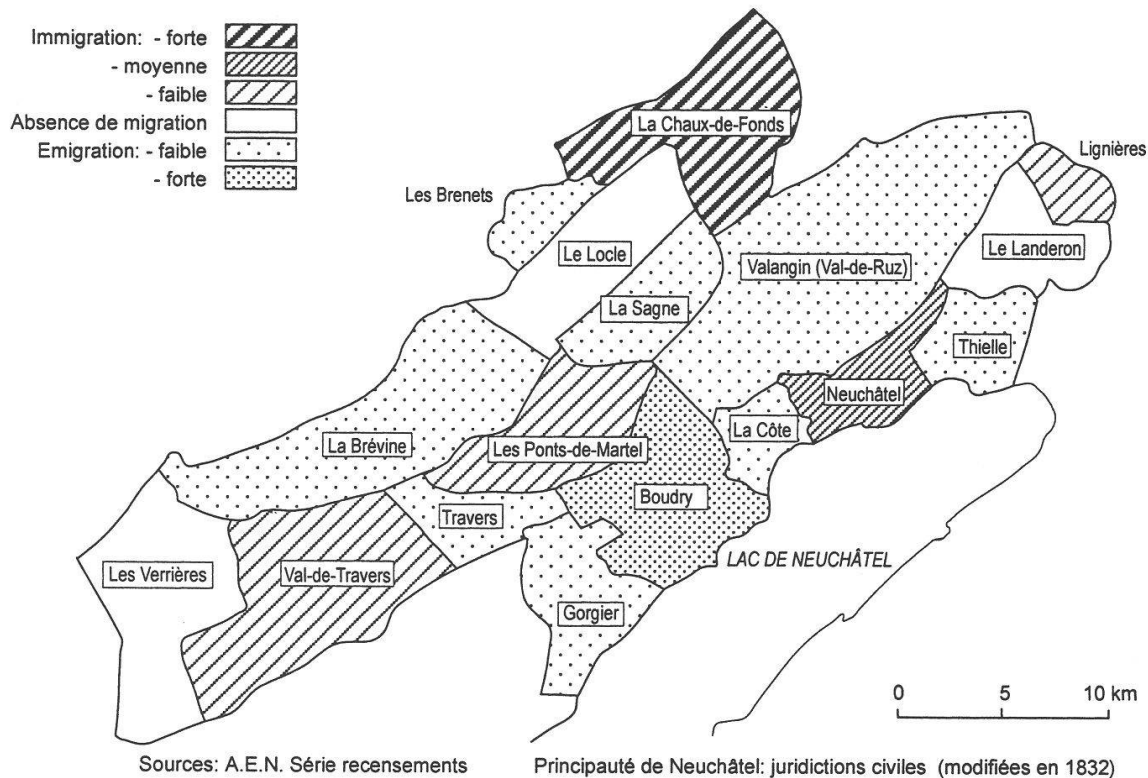 Immigration: - forte
- moyenne
- faible
Absence de migration
Emigration: - faible
- forte
La Chaux-de-Fonds
Lignières
Les Brenets
Le Locle
Valangin (Val-de-Ruz)
Le Landeron
La Sagne
Thielle
Neuchâtel
La Côte
La Brévine
Les Ponts-de-Martel
Boudry
Travers
LAC DE NEUCHÂTEL
Les Verrières
Val-de-Travers
Gorgier
0 5 10 km
Sources: A.E.N. Série recensements
Principauté de Neuchâtel: juridictions civiles (modifiées en 1832)